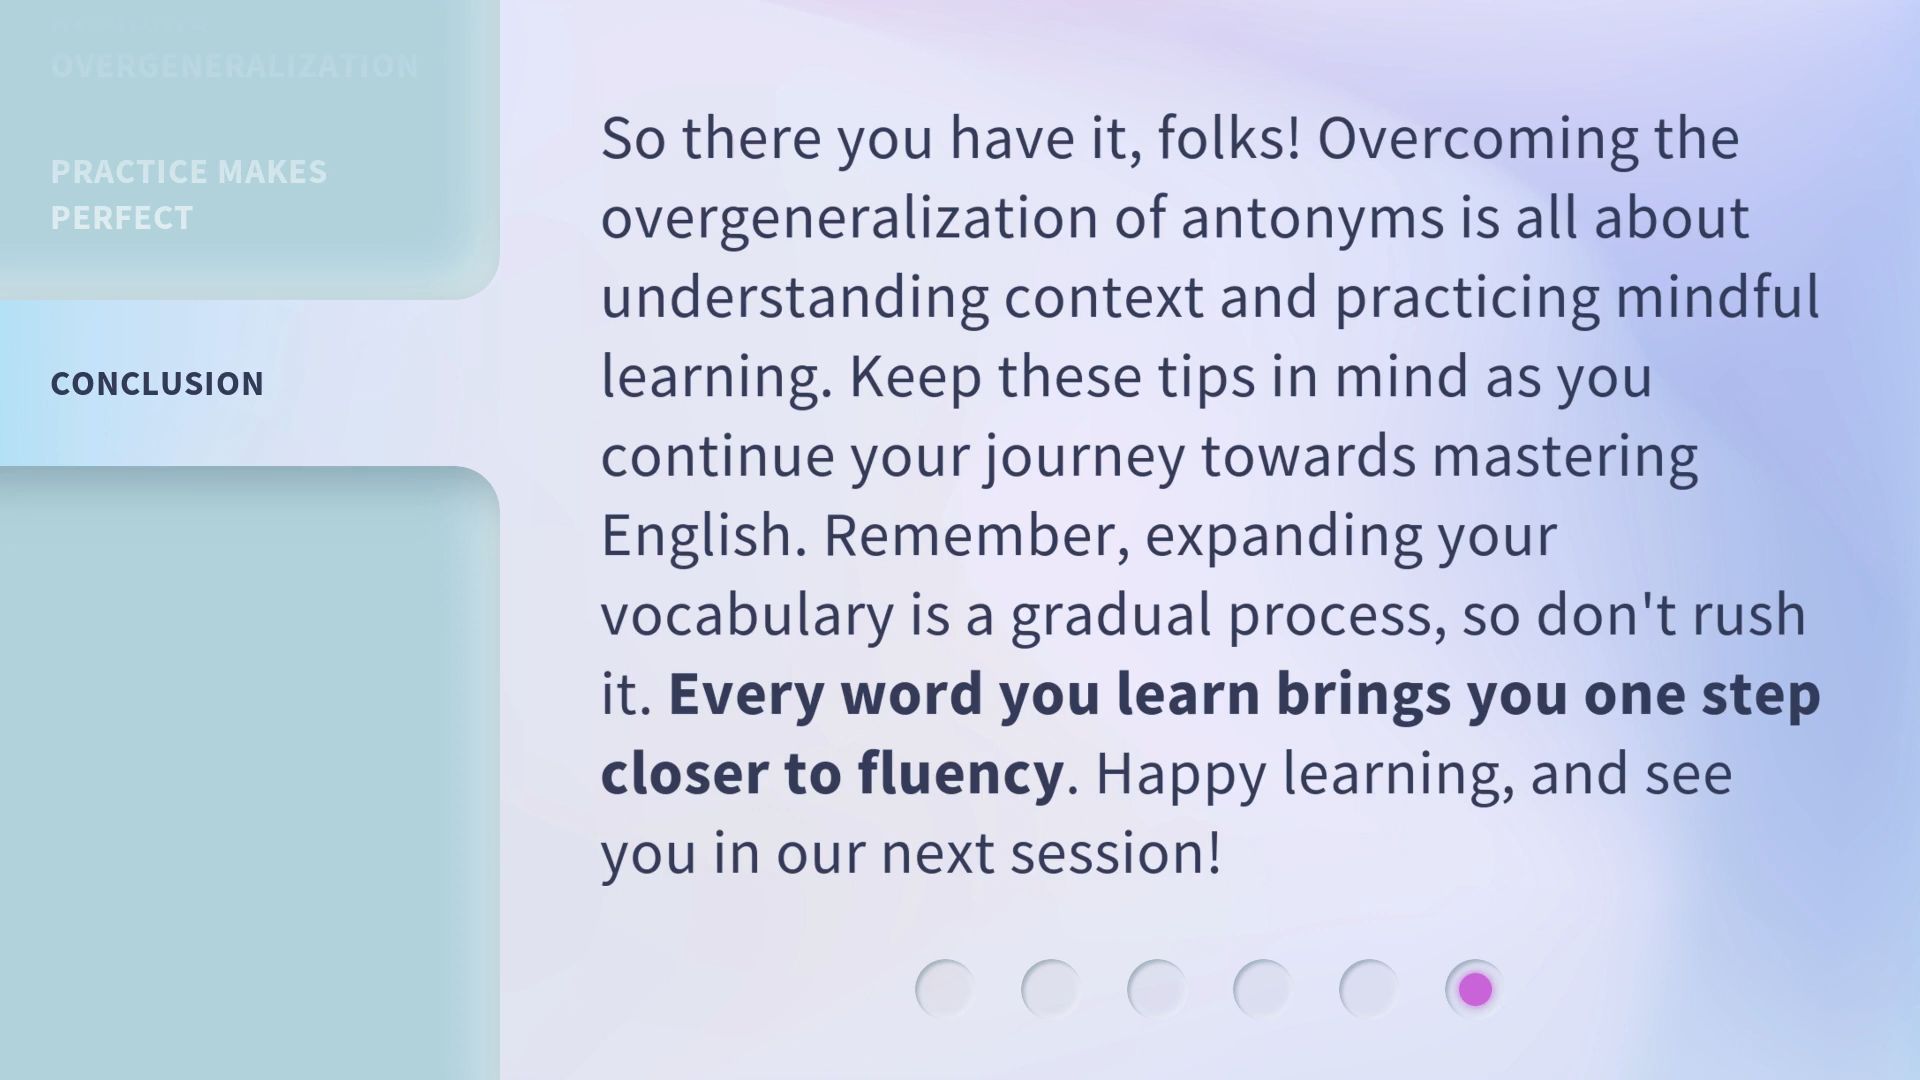 OVERGENERALIZATION
PRACTICE MAKES
PERFECT
CONCLUSION
So there you have it, folks! Overcoming the
overgeneralization of antonyms is all about
understanding context and practicing mindful
learning. Keep these tips in mind as you
continue your journey towards mastering
English. Remember, expanding your
vocabulary is a gradual process, so don't rush
it. Every word you learn brings you one step
closer to fluency. Happy learning, and see
you in our next session!